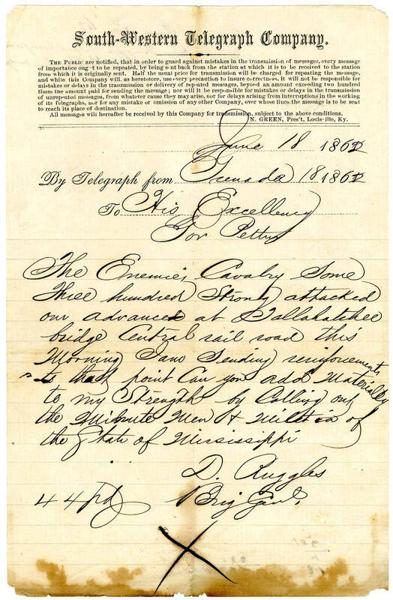 South-Western Telegraph Company.
THE PUBLIC are notified, that in order to guard against mistakes in the transmission of messages, every message
of importance ought to be repeated, by being sent back from the station at which it is to be received to the station
from which it is originally sent. Half the usual price for transmission will be charged for repeating the message,
and while this Company will as heretofore, use every precaution to insure correctness, it will not be responsible for
mistakes or delays in the transmission or delivery of repeated messages, beyond an amount exceeding five hundred
times the amount paid for sending the message; nor will it be responsible for mistakes or delays in the transmission
of unrepeated messages, from whatever cause they may arise, nor for delays arising from interruptions in the working
of its Telegraphs, nor for any mistake or omission of any other Company, over whose lines the message is to be sent
to reach its place of destination.
All messages will hereafter be received by this Company for transmission, subject to the above conditions.
N. GREEN, Pres't, Louisville, Ky.
June 18 1862
By Telegraph from Grenada 18 1862
To His Excellency
Gov Pettus
The Enemies Cavalry Some
Three hundred Strong attacked
our advanced at Tallahatchee
bridge Central rail road this
Morning I am Sending reinforcements
to that point Can you add Materially
to my Strength by Calling out
the Minute Men & Militia of
the State of Mississippi
D. Ruggles
Brig Genl.
44 Pd
X